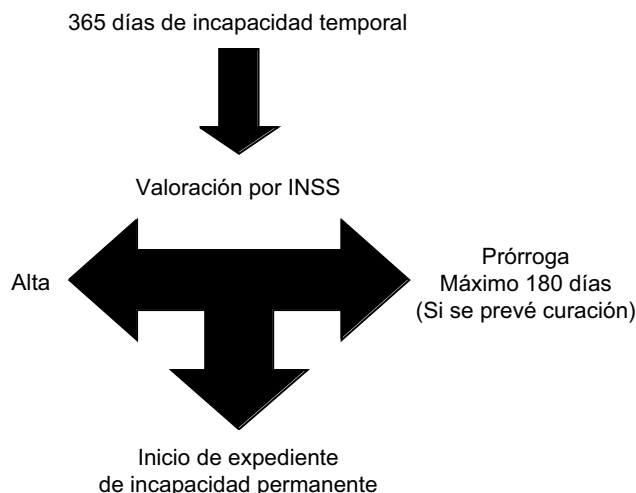 365 días de incapacidad temporal
Valoración por INSS
Alta
Prórroga
Máximo 180 días
(Si se prevé curación)
Inicio de expediente
de incapacidad permanente